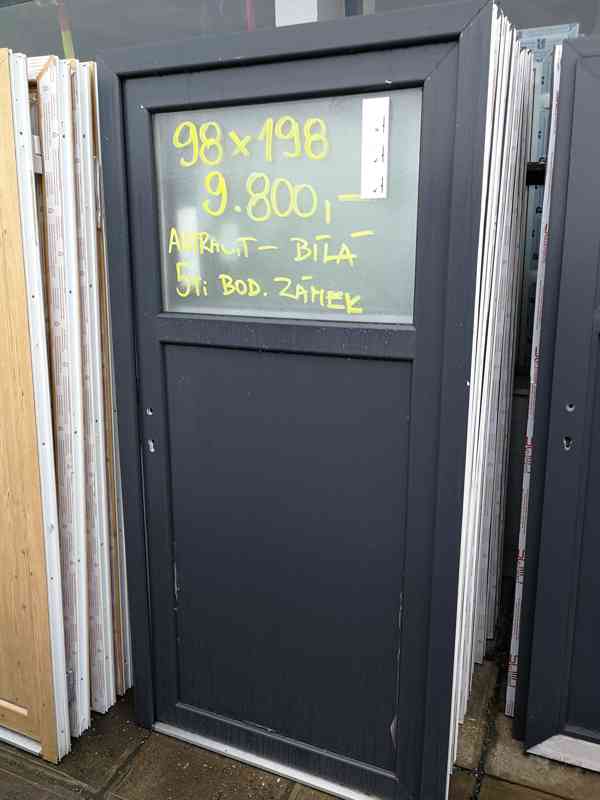 98 x 198
9.800,-
ANTRACIT - BÍLÁ
5Ti BOD. ZÁMEK